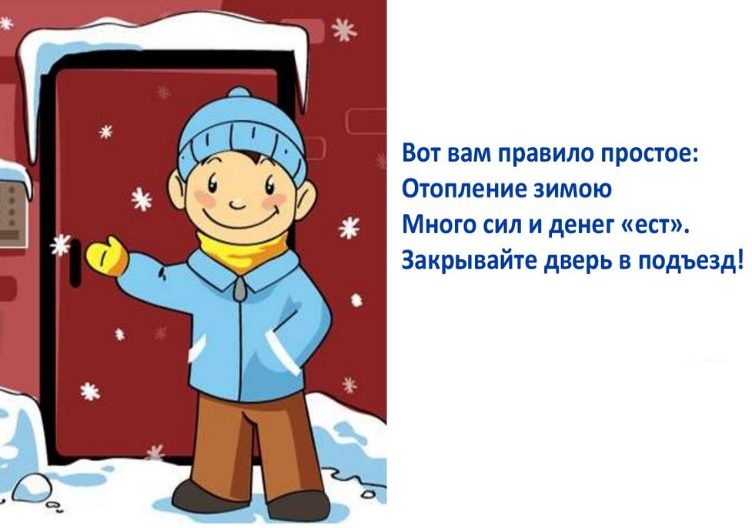 Вот вам правило простое:
Отопление зимою
Много сил и денег «ест».
Закрывайте дверь в подъезд!